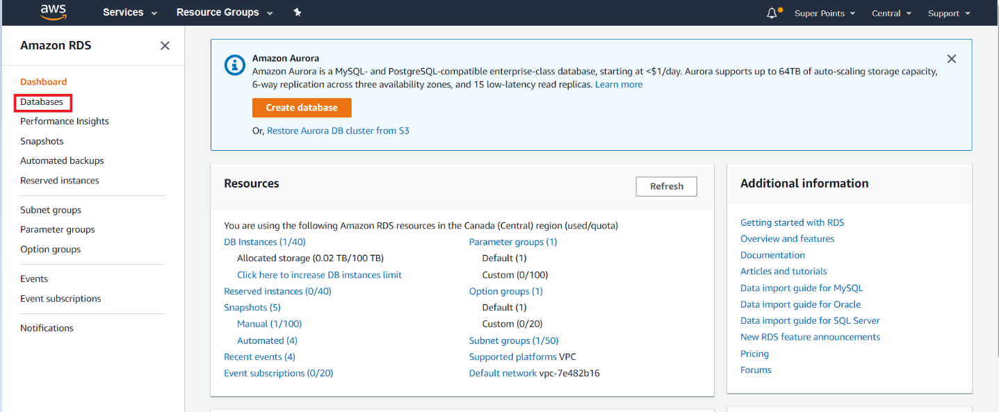 aws
Services
Resource Groups
Super Points
Central
Support
Amazon RDS
Dashboard
Databases
Performance Insights
Snapshots
Automated backups
Reserved instances
Subnet groups
Parameter groups
Option groups
Events
Event subscriptions
Notifications
Amazon Aurora
Amazon Aurora is a MySQL- and PostgreSQL-compatible enterprise-class database, starting at <$1/day. Aurora supports up to 64TB of auto-scaling storage capacity,
6-way replication across three availability zones, and 15 low-latency read replicas. Learn more
Create database
Or, Restore Aurora DB cluster from S3
Resources
Refresh
You are using the following Amazon RDS resources in the Canada (Central) region (used/quota)
DB Instances (1/40)
Allocated storage (0.02 TB/100 TB)
Click here to increase DB instances limit
Reserved instances (0/40)
Snapshots (5)
Manual (1/100)
Automated (4)
Recent events (4)
Event subscriptions (0/20)
Parameter groups (1)
Default (1)
Custom (0/100)
Option groups (1)
Default (1)
Custom (0/20)
Subnet groups (1/50)
Supported platforms VPC
Default network vpc-7e482b16
Additional information
Getting started with RDS
Overview and features
Documentation
Articles and tutorials
Data import guide for MySQL
Data import guide for Oracle
Data import guide for SQL Server
New RDS feature announcements
Pricing
Forums